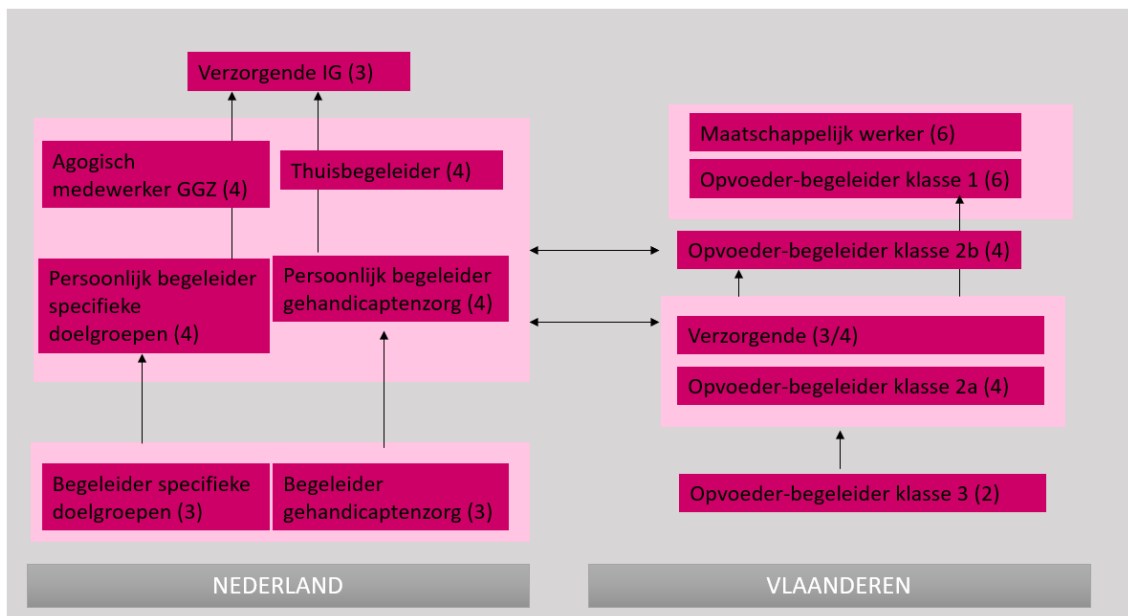 Verzorgende IG (3)
Agogisch
medewerker GGZ (4)
Thuisbegeleider (4)
Persoonlijk begeleider
specifieke
doelgroepen (4)
Persoonlijk begeleider
gehandicaptenzorg (4)
Begeleider specifieke
doelgroepen (3)
Begeleider
gehandicaptenzorg (3)
NEDERLAND
Maatschappelijk werker (6)
Opvoeder-begeleider klasse 1 (6)
Opvoeder-begeleider klasse 2b (4)
Verzorgende (3/4)
Opvoeder-begeleider klasse 2a (4)
Opvoeder-begeleider klasse 3 (2)
VLAANDEREN